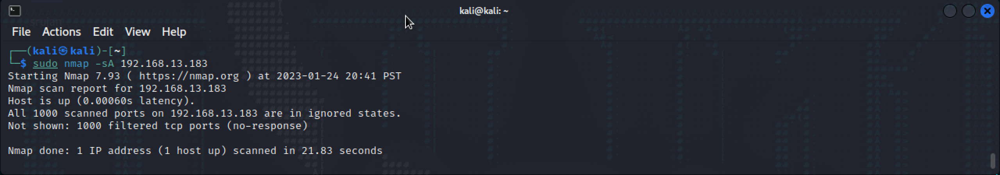 kali@kali: ~
File Actions Edit View Help
┌──(kali㉿kali)-[~]
└─$ sudo nmap -sA 192.168.13.183
Starting Nmap 7.93 ( https://nmap.org ) at 2023-01-24 20:41 PST
Nmap scan report for 192.168.13.183
Host is up (0.00060s latency).
All 1000 scanned ports on 192.168.13.183 are in ignored states.
Not shown: 1000 filtered tcp ports (no-response)
Nmap done: 1 IP address (1 host up) scanned in 21.83 seconds